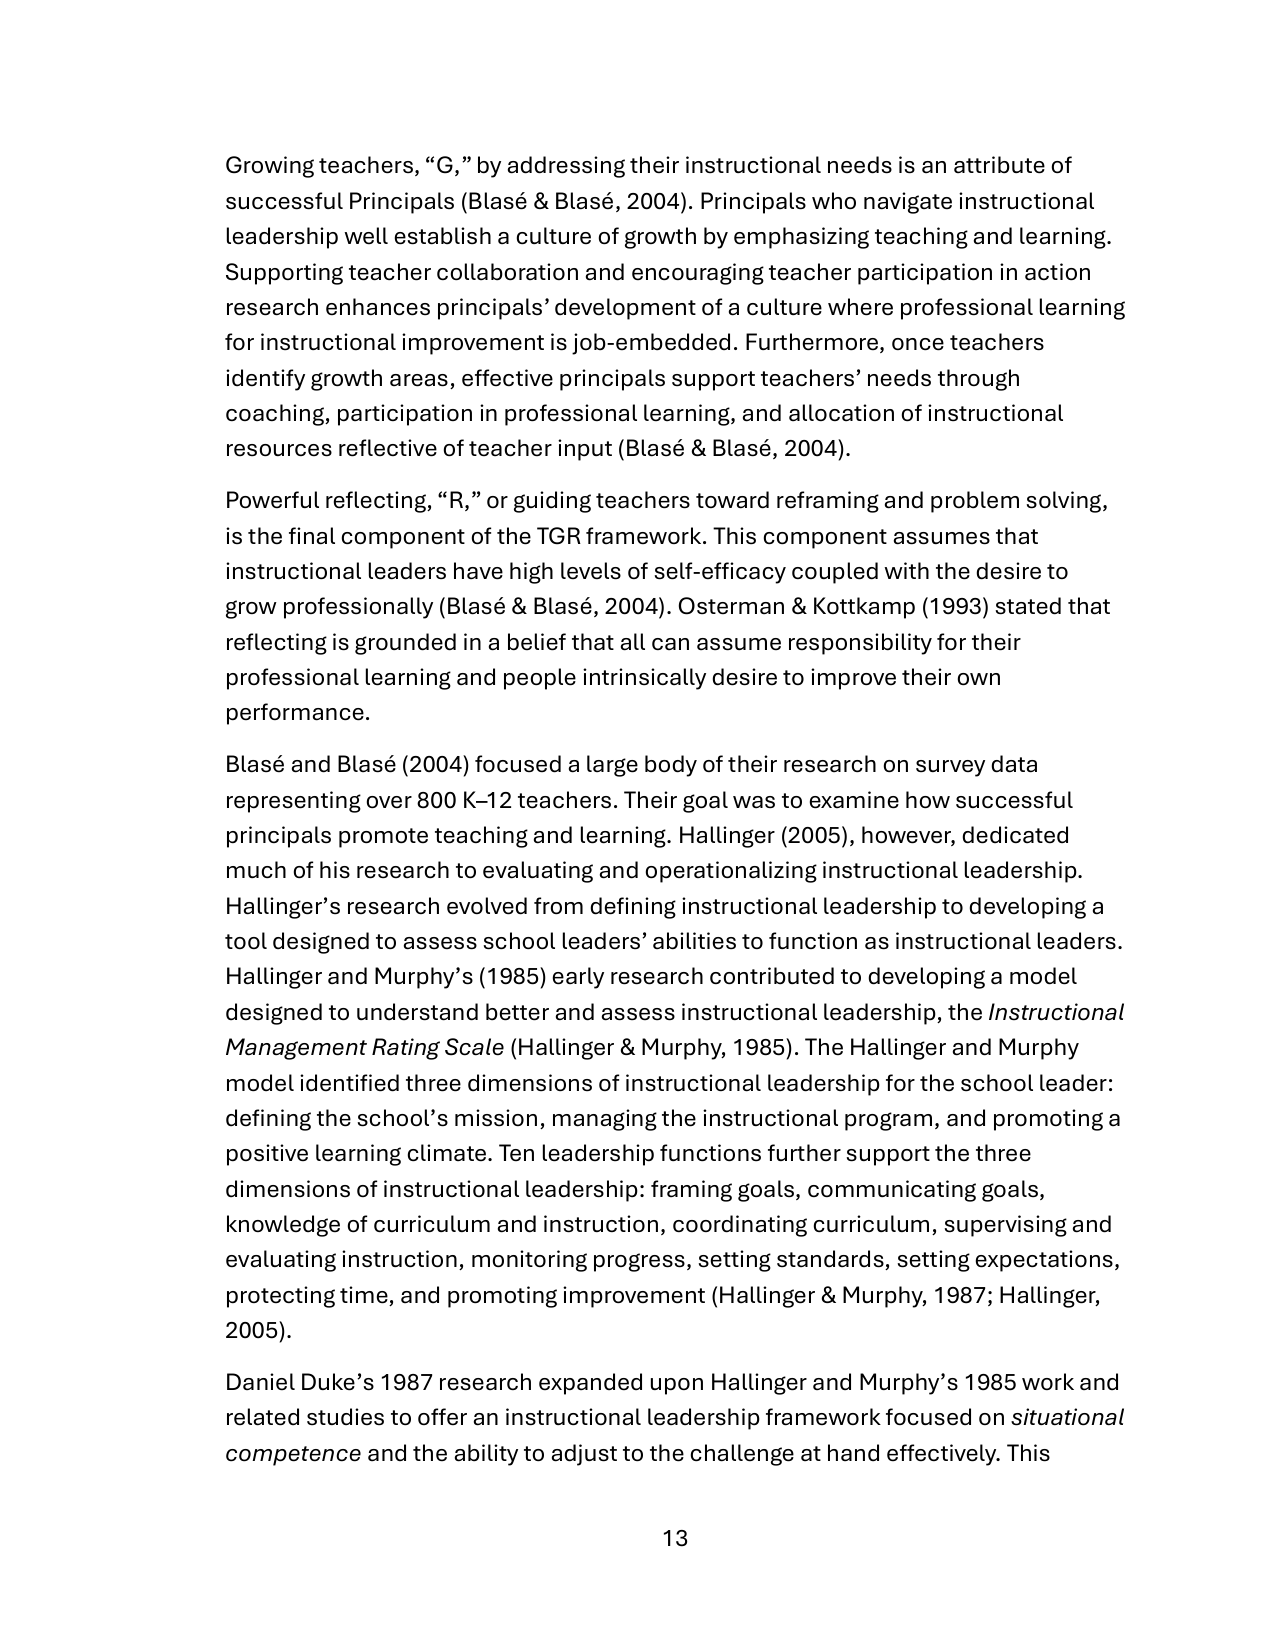 Growing teachers, “G,” by addressing their instructional needs is an attribute of
successful Principals (Blasé & Blasé, 2004). Principals who navigate instructional
leadership well establish a culture of growth by emphasizing teaching and learning.
Supporting teacher collaboration and encouraging teacher participation in action
research enhances principals’ development of a culture where professional learning
for instructional improvement is job-embedded. Furthermore, once teachers
identify growth areas, effective principals support teachers’ needs through
coaching, participation in professional learning, and allocation of instructional
resources reflective of teacher input (Blasé & Blasé, 2004).
Powerful reflecting, “R,” or guiding teachers toward reframing and problem solving,
is the final component of the TGR framework. This component assumes that
instructional leaders have high levels of self-efficacy coupled with the desire to
grow professionally (Blasé & Blasé, 2004). Osterman & Kottkamp (1993) stated that
reflecting is grounded in a belief that all can assume responsibility for their
professional learning and people intrinsically desire to improve their own
performance.
Blasé and Blasé (2004) focused a large body of their research on survey data
representing over 800 K–12 teachers. Their goal was to examine how successful
principals promote teaching and learning. Hallinger (2005), however, dedicated
much of his research to evaluating and operationalizing instructional leadership.
Hallinger’s research evolved from defining instructional leadership to developing a
tool designed to assess school leaders’ abilities to function as instructional leaders.
Hallinger and Murphy’s (1985) early research contributed to developing a model
designed to understand better and assess instructional leadership, the Instructional
Management Rating Scale (Hallinger & Murphy, 1985). The Hallinger and Murphy
model identified three dimensions of instructional leadership for the school leader:
defining the school’s mission, managing the instructional program, and promoting a
positive learning climate. Ten leadership functions further support the three
dimensions of instructional leadership: framing goals, communicating goals,
knowledge of curriculum and instruction, coordinating curriculum, supervising and
evaluating instruction, monitoring progress, setting standards, setting expectations,
protecting time, and promoting improvement (Hallinger & Murphy, 1987; Hallinger,
2005).
Daniel Duke’s 1987 research expanded upon Hallinger and Murphy’s 1985 work and
related studies to offer an instructional leadership framework focused on situational
competence and the ability to adjust to the challenge at hand effectively. This
13